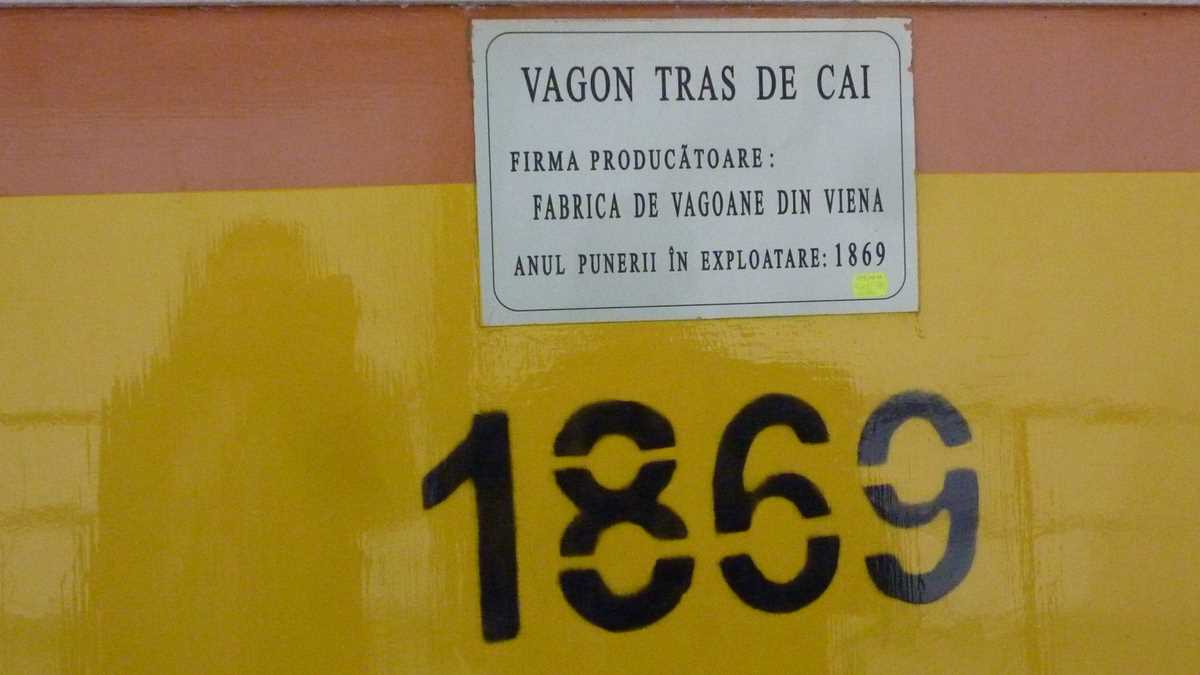 VAGON TRAS DE CAI
FIRMA PRODUCĂTOARE:
FABRICA DE VAGOANE DIN VIENA
ANUL PUNERII ÎN EXPLOATARE: 1869
1869